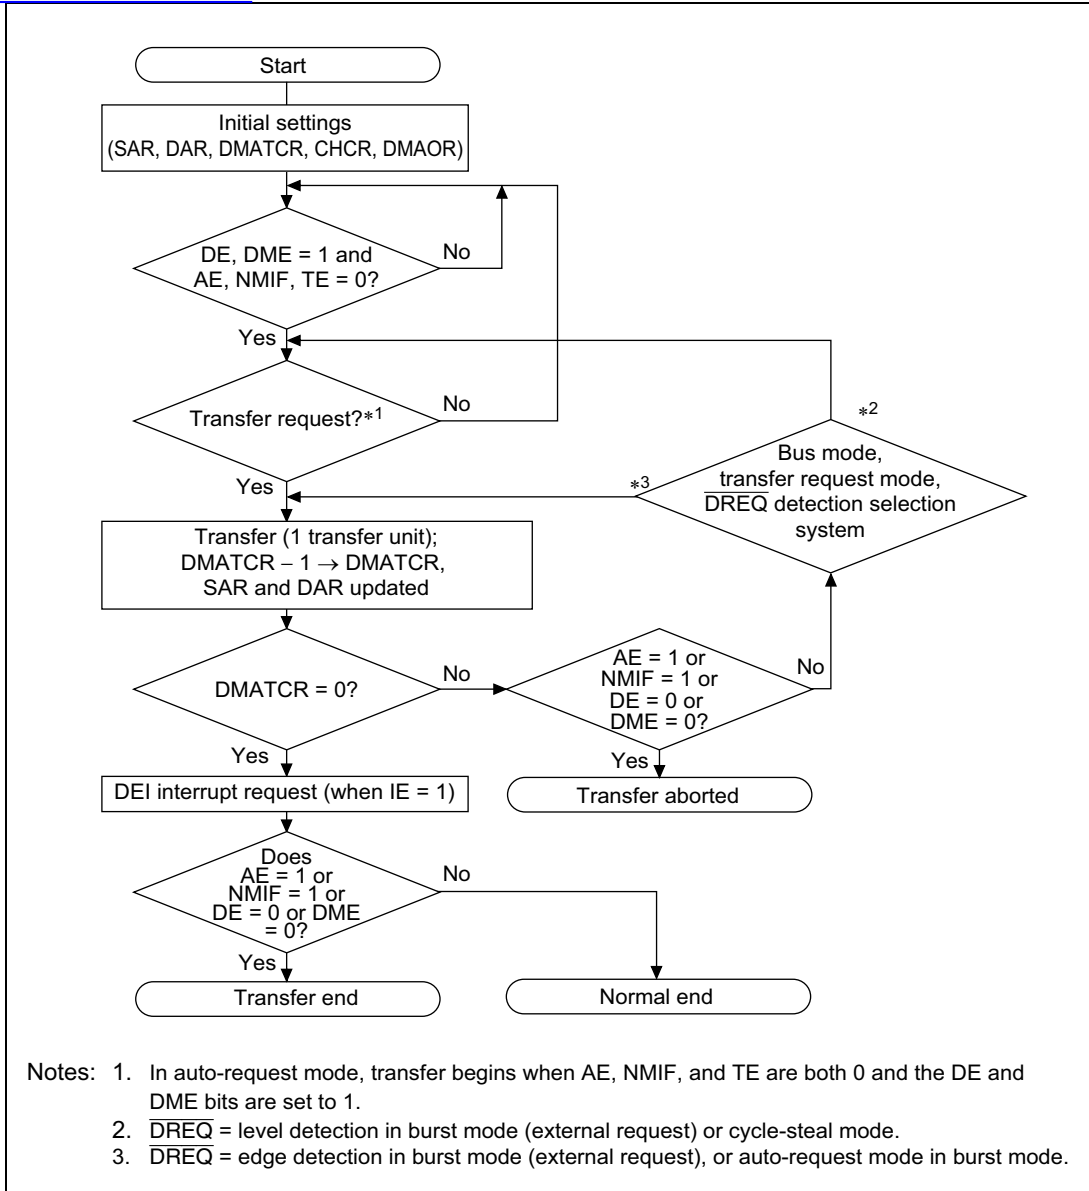 Start
Initial settings
(SAR, DAR, DMATCR, CHCR, DMAOR)
DE, DME = 1 and
AE, NMIF, TE = 0?
No
Yes
Transfer request?*1
No
Yes
*2
Bus mode,
transfer request mode,
DREQ detection selection
system
*3
Transfer (1 transfer unit);
DMATCR – 1 → DMATCR,
SAR and DAR updated
DMATCR = 0?
No
AE = 1 or
NMIF = 1 or
DE = 0 or
DME = 0?
No
Yes
Yes
DEI interrupt request (when IE = 1)
Transfer aborted
Does
AE = 1 or
NMIF = 1 or
DE = 0 or DME
= 0?
No
Yes
Transfer end
Normal end
Notes: 1. In auto-request mode, transfer begins when AE, NMIF, and TE are both 0 and the DE and
DME bits are set to 1.
2. DREQ = level detection in burst mode (external request) or cycle-steal mode.
3. DREQ = edge detection in burst mode (external request), or auto-request mode in burst mode.